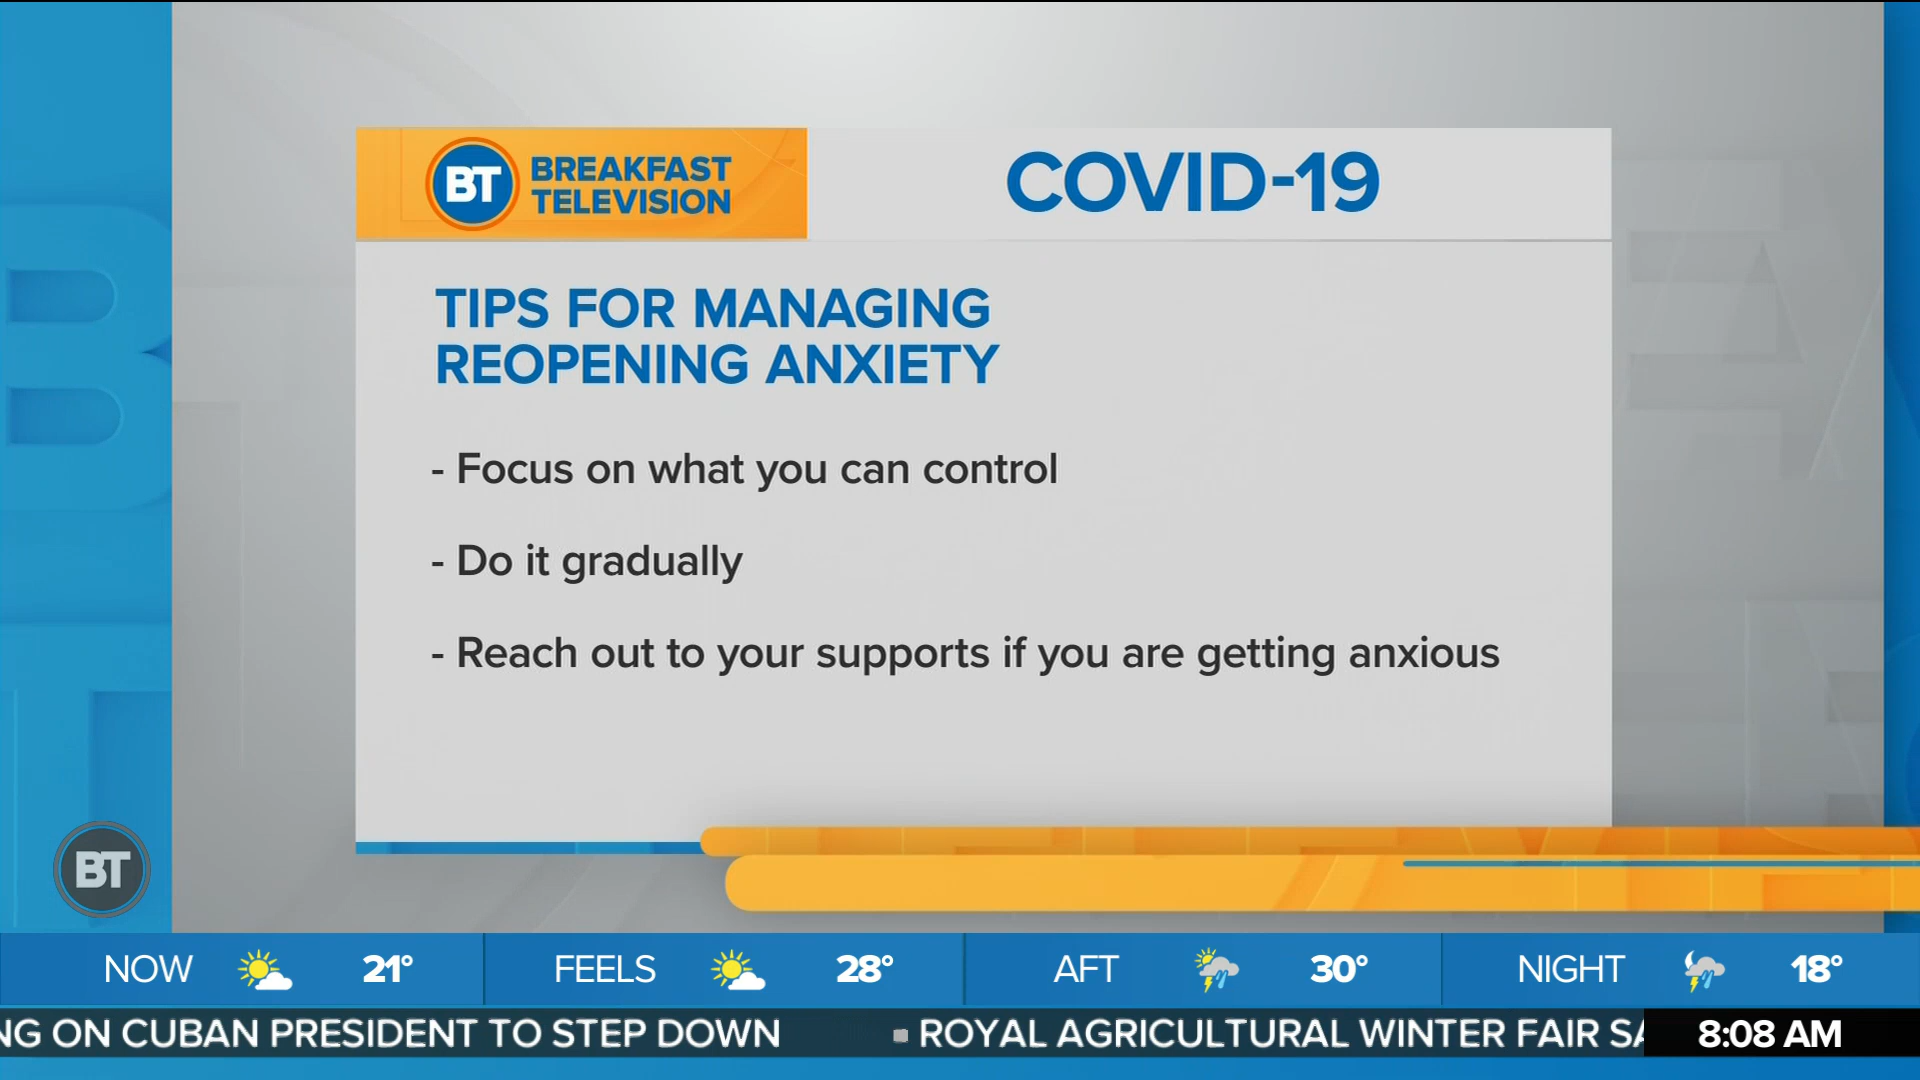 BT BREAKFAST
TELEVISION
COVID-19
TIPS FOR MANAGING
REOPENING ANXIETY
- Focus on what you can control
- Do it gradually
- Reach out to your supports if you are getting anxious
BT
NOW 21° FEELS 28° AFT 30° NIGHT 18°
NG ON CUBAN PRESIDENT TO STEP DOWN ROYAL AGRICULTURAL WINTER FAIR SA 8:08 AM